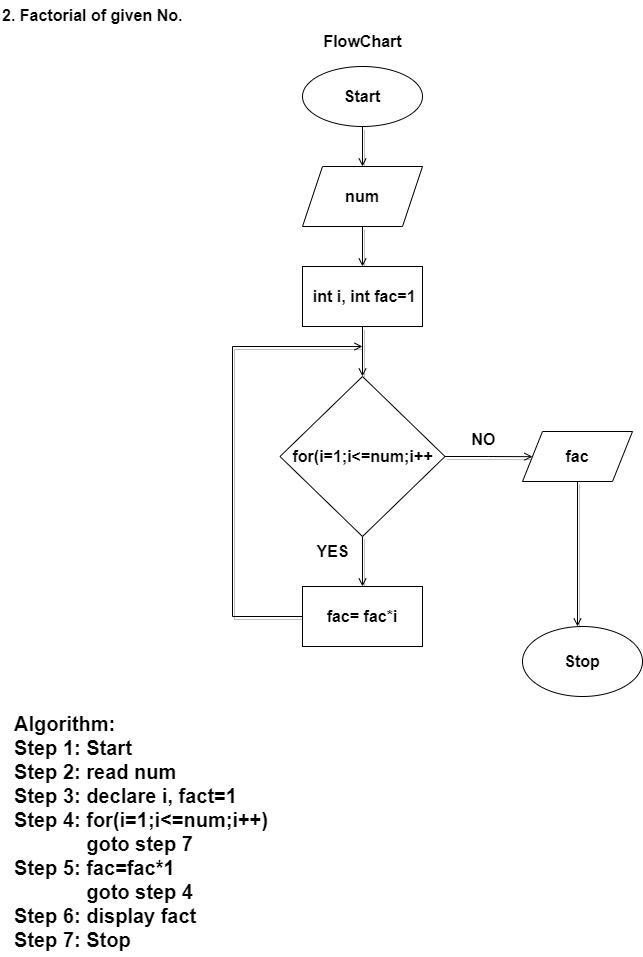 2. Factorial of given No.
FlowChart
Start
num
int i, int fac=1
for(i=1;i<=num;i++
NO
fac
YES
fac= fac*i
Stop
Algorithm:
Step 1: Start
Step 2: read num
Step 3: declare i, fact=1
Step 4: for(i=1;i<=num;i++)
goto step 7
Step 5: fac=fac*1
goto step 4
Step 6: display fact
Step 7: Stop